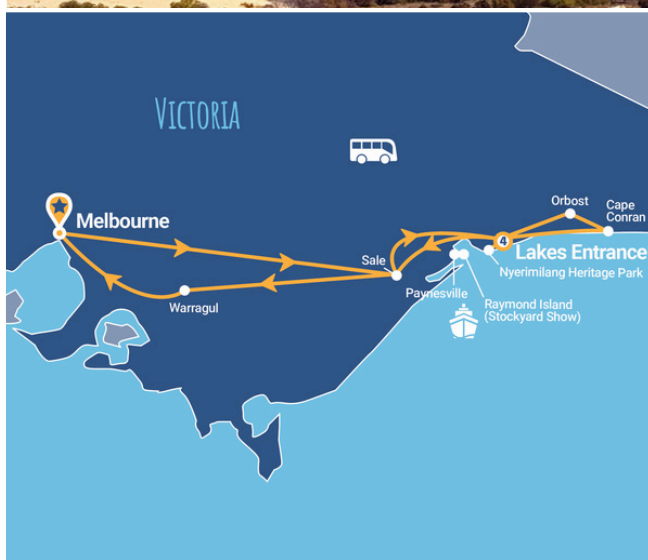 VICTORIA
Melbourne
Orbost
Cape
Conran
4
Lakes Entrance
Sale
Nyerimilang Heritage Park
Paynesville
Raymond Island
(Stockyard Show)
Warragul